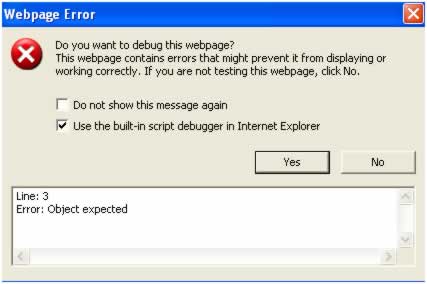 Webpage Error
Do you want to debug this webpage?
This webpage contains errors that might prevent it from displaying or
working correctly. If you are not testing this webpage, click No.
Do not show this message again
Use the built-in script debugger in Internet Explorer
Yes
No
Line: 3
Error: Object expected